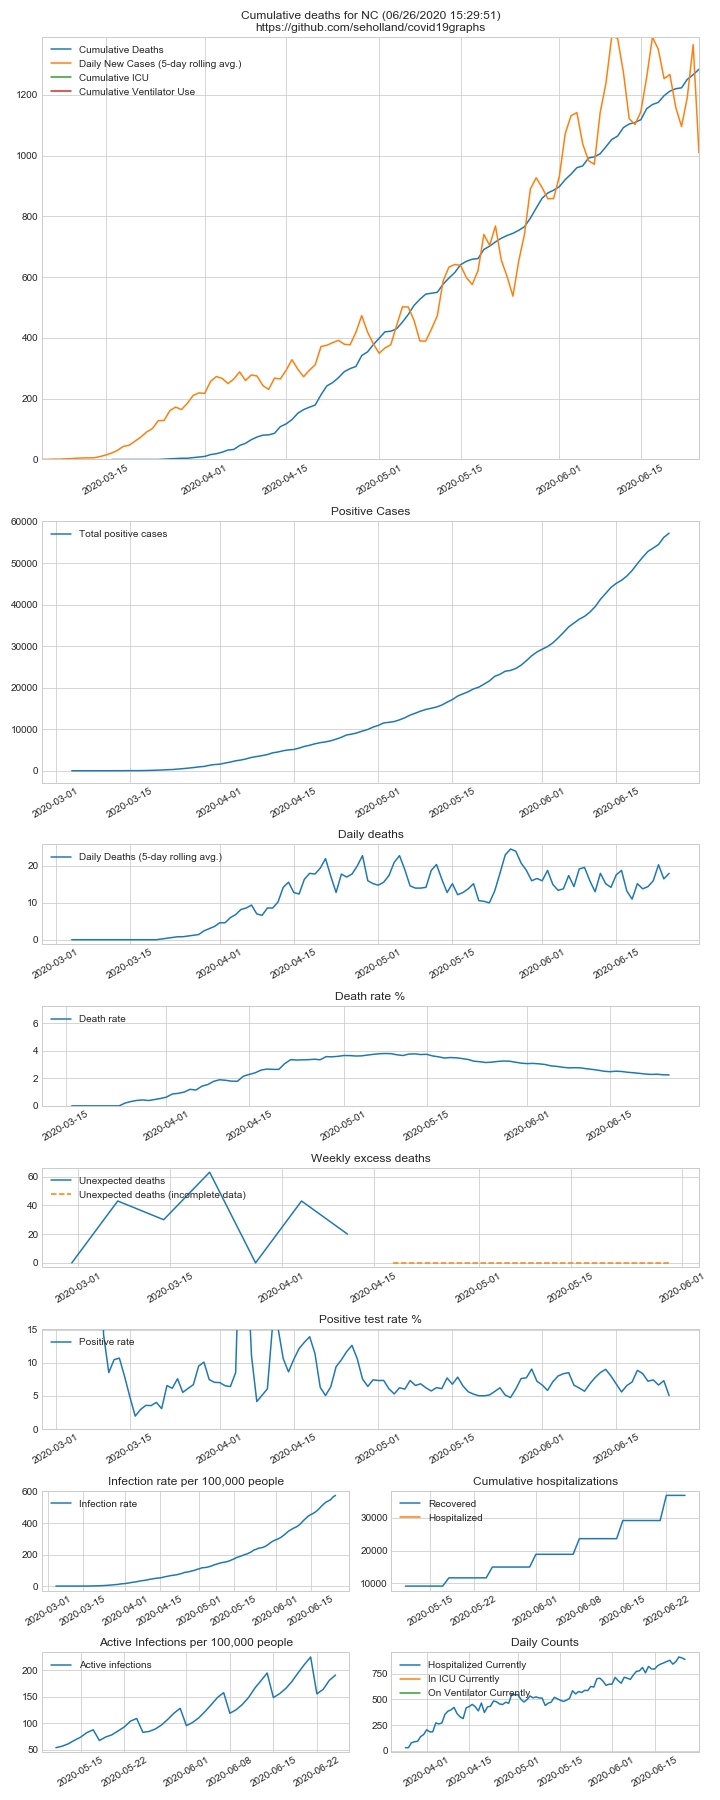 Cumulative deaths for NC (06/26/2020 15:29:51)
https://github.com/seholland/covid19graphs
Cumulative Deaths
Daily New Cases (5-day rolling avg.)
Cumulative ICU
Cumulative Ventilator Use
1200
1000
800
600
400
200
0
2020-03-15 2020-04-01 2020-04-15 2020-05-01 2020-05-15 2020-06-01 2020-06-15
Positive Cases
Total positive cases
60000
50000
40000
30000
20000
10000
0
2020-03-01 2020-03-15 2020-04-01 2020-04-15 2020-05-01 2020-05-15 2020-06-01 2020-06-15
Daily deaths
Daily Deaths (5-day rolling avg.)
20
10
0
2020-03-01 2020-03-15 2020-04-01 2020-04-15 2020-05-01 2020-05-15 2020-06-01 2020-06-15
Death rate %
Death rate
6
4
2
0
2020-03-15 2020-04-01 2020-04-15 2020-05-01 2020-05-15 2020-06-01 2020-06-15
Weekly excess deaths
Unexpected deaths
Unexpected deaths (incomplete data)
60
40
20
0
2020-03-01 2020-03-15 2020-04-01 2020-04-15 2020-05-01 2020-05-15 2020-06-01
Positive test rate %
Positive rate
15
10
5
0
2020-03-01 2020-03-15 2020-04-01 2020-04-15 2020-05-01 2020-05-15 2020-06-01 2020-06-15
Infection rate per 100,000 people
Infection rate
600
400
200
0
2020-03-01 2020-03-15 2020-04-01 2020-04-15 2020-05-01 2020-05-15 2020-06-01 2020-06-15
Cumulative hospitalizations
Recovered
Hospitalized
30000
20000
10000
2020-05-15 2020-05-22 2020-06-01 2020-06-08 2020-06-15 2020-06-22
Active Infections per 100,000 people
Active infections
200
150
100
50
2020-05-15 2020-05-22 2020-06-01 2020-06-08 2020-06-15 2020-06-22
Daily Counts
Hospitalized Currently
In ICU Currently
On Ventilator Currently
750
500
250
0
2020-04-01 2020-04-15 2020-05-01 2020-05-15 2020-06-01 2020-06-15